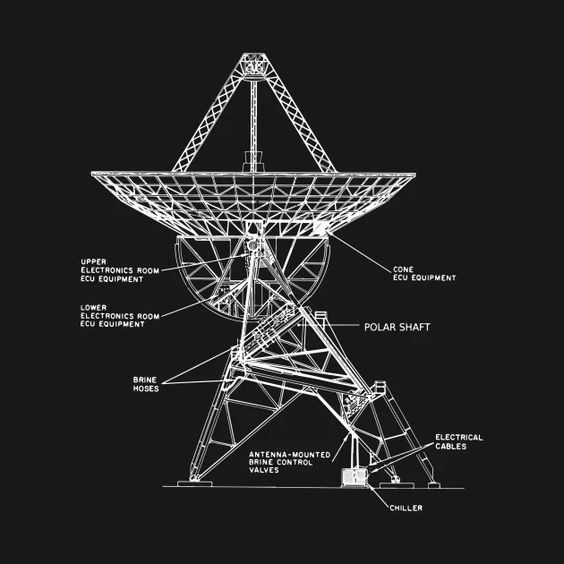 UPPER
ELECTRONICS ROOM
ECU EQUIPMENT
CONE
ECU EQUIPMENT
LOWER
ELECTRONICS ROOM
ECU EQUIPMENT
POLAR SHAFT
BRINE
HOSES
ELECTRICAL
CABLES
ANTENNA-MOUNTED
BRINE CONTROL
VALVES
CHILLER